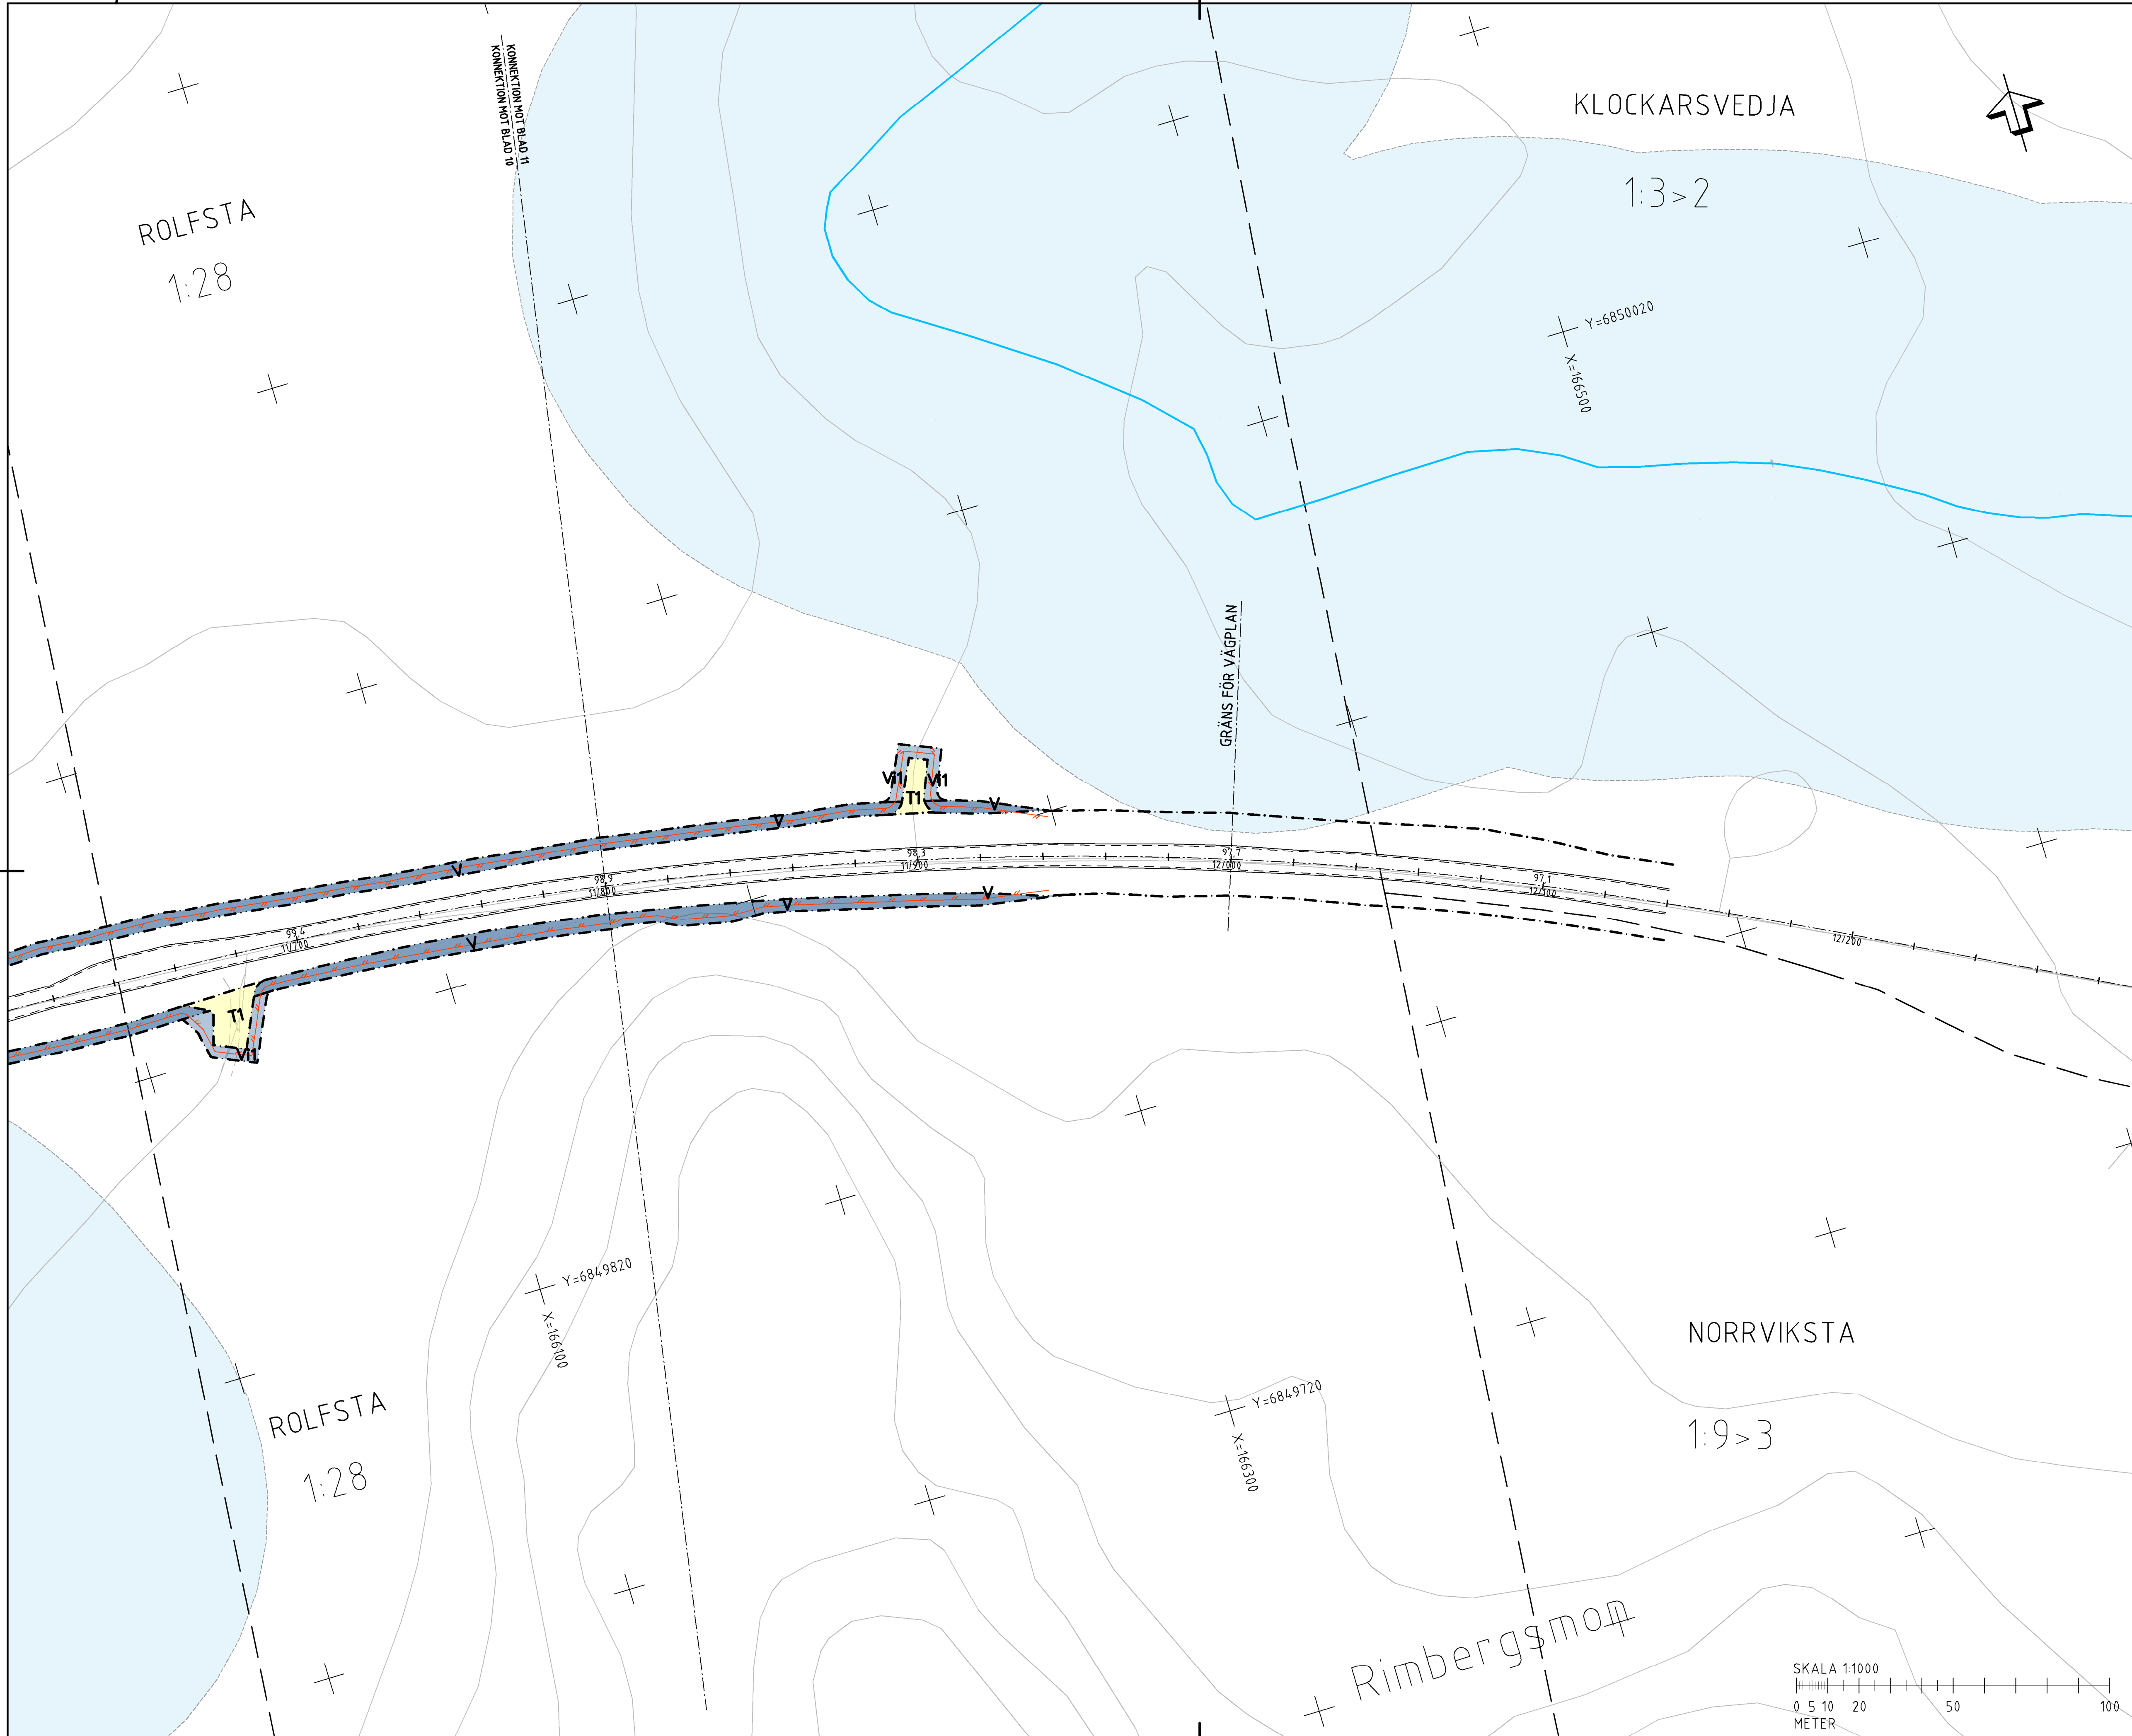 KONNEKTION MOT BLAD 11
KONNEKTION MOT BLAD 10
KLOCKARSVEDJA
1:3>2
ROLFSTA
1:28
Y=6850020
X=166500
GRÄNS FÖR VÄGPLAN
Vi1
Vi1
T1
V
V
V
98.3
11/900
97.7
12/000
98.9
11/800
97.1
12/100
V
V
V
99.4
11/700
12/200
T1
Vi1
Y=6849820
X=166100
NORRVIKSTA
1:9>3
Y=6849720
X=166300
ROLFSTA
1:28
Rimbergsmon
SKALA 1:1000
0 5 10 20 50 100
METER